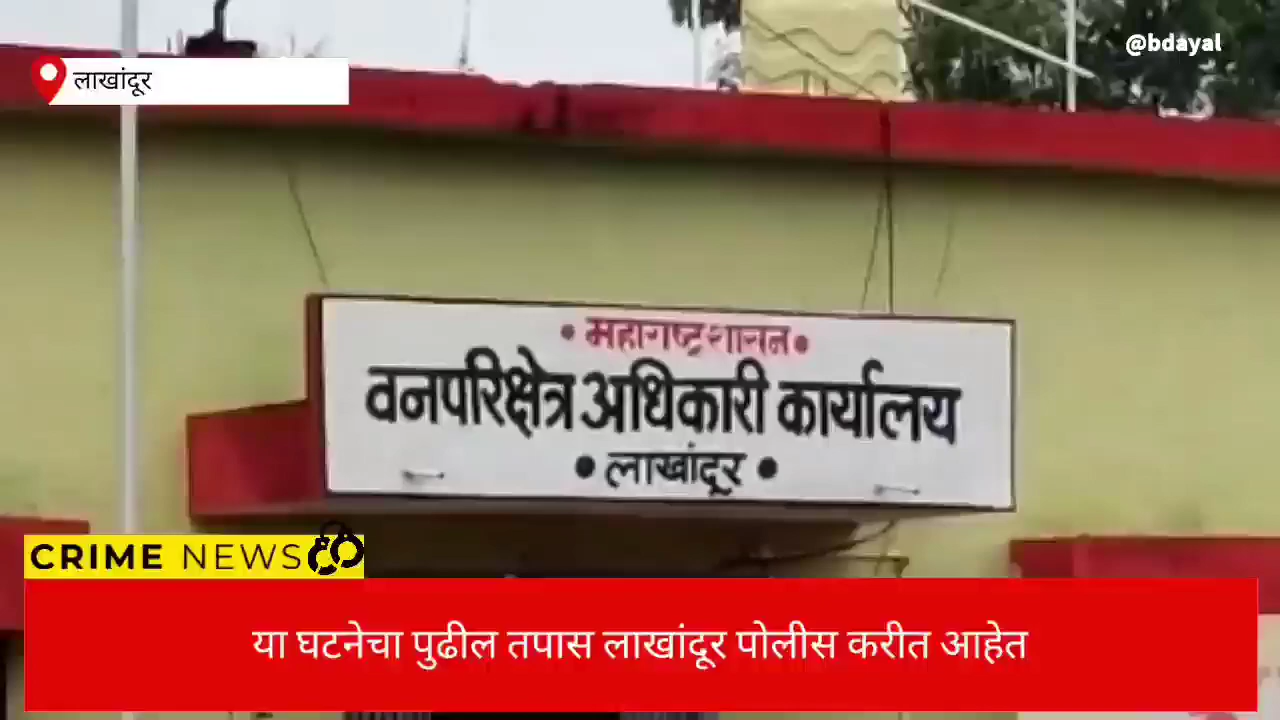 @bdayal
लाखांदूर
• महाराष्ट्र शासन •
वनपरिक्षेत्र अधिकारी कार्यालय
• लाखांदूर •
CRIME NEWS
या घटनेचा पुढील तपास लाखांदूर पोलीस करीत आहेत